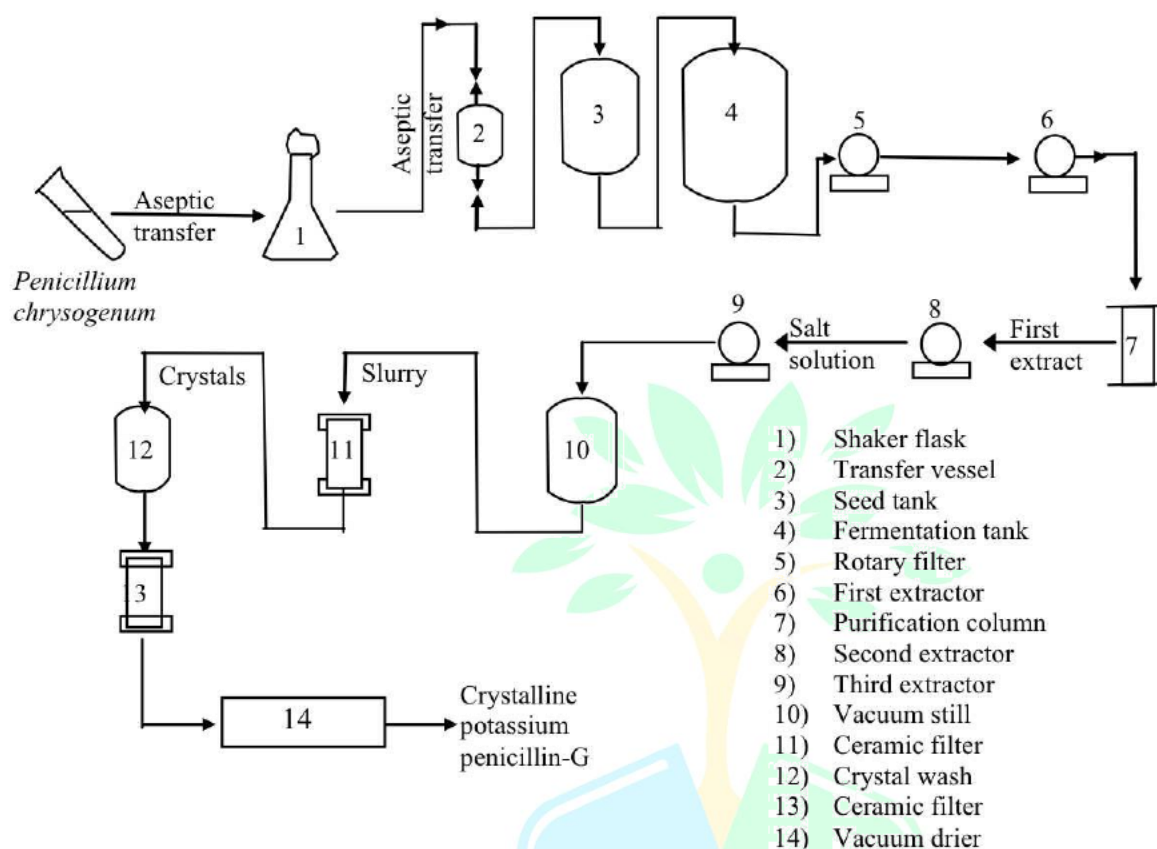 Aseptic
transfer
2
3
4
5
6
Aseptic
transfer
1
Penicillium
chrysogenum
9
Salt
solution
8
First
extract
7
Crystals
Slurry
12
11
10
13
14
Crystalline
potassium
penicillin-G
1) Shaker flask
2) Transfer vessel
3) Seed tank
4) Fermentation tank
5) Rotary filter
6) First extractor
7) Purification column
8) Second extractor
9) Third extractor
10) Vacuum still
11) Ceramic filter
12) Crystal wash
13) Ceramic filter
14) Vacuum drier